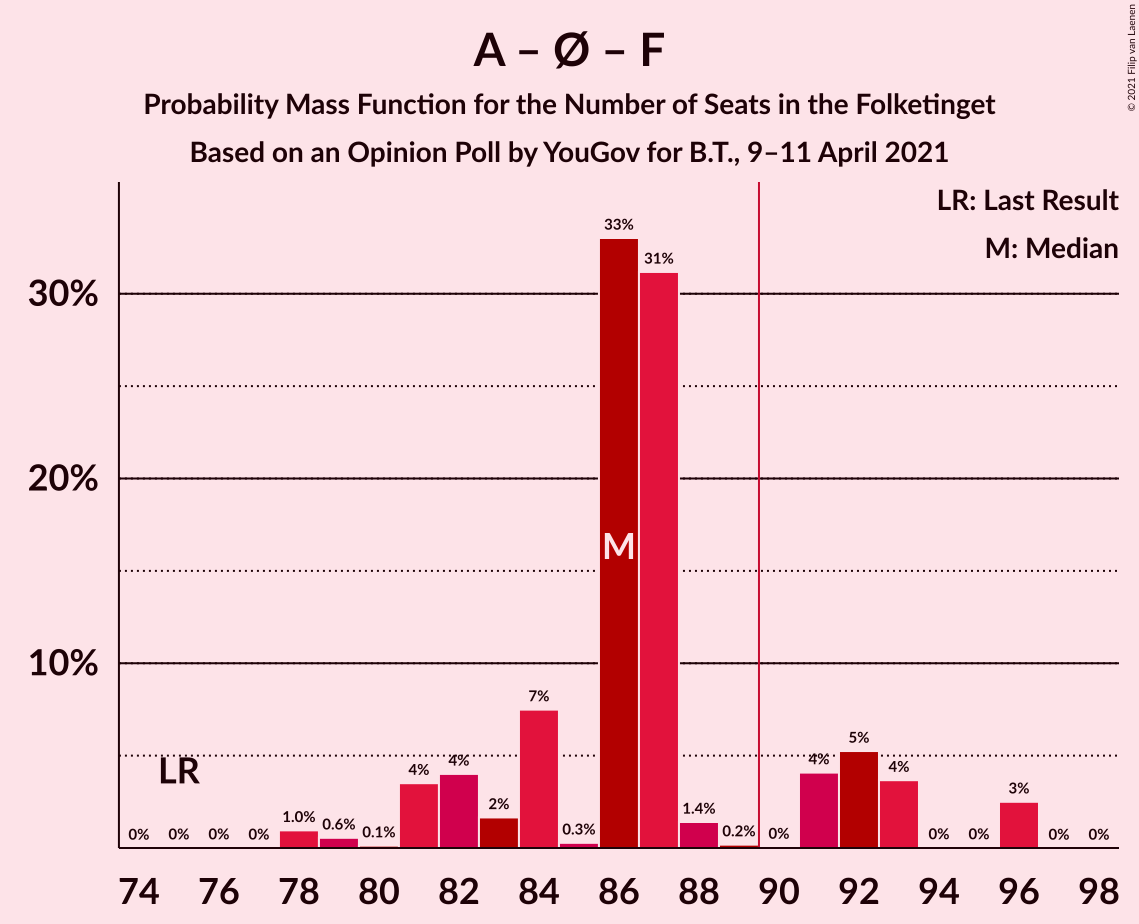 A – Ø – F
Probability Mass Function for the Number of Seats in the Folketinget
Based on an Opinion Poll by YouGov for B.T., 9–11 April 2021
© 2021 Filip van Laenen
LR: Last Result
M: Median
30%
20%
10%
0% 0% 0% 0% 1.0% 0.6% 0.1% 4% 4% 2% 7% 0.3% 33% 31% 1.4% 0.2% 0% 4% 5% 4% 0% 0% 3% 0% 0%
LR
M
74 76 78 80 82 84 86 88 90 92 94 96 98